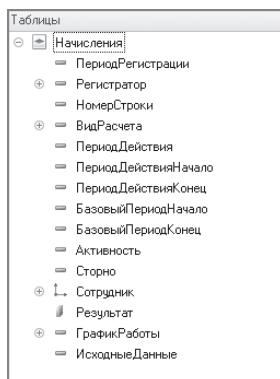 Таблицы
Начисления
ПериодРегистрации
Регистратор
НомерСтроки
ВидРасчета
ПериодДействия
ПериодДействияНачало
ПериодДействияКонец
БазовыйПериодНачало
БазовыйПериодКонец
Активность
Сторно
Сотрудник
Результат
ГрафикРаботы
ИсходныеДанные